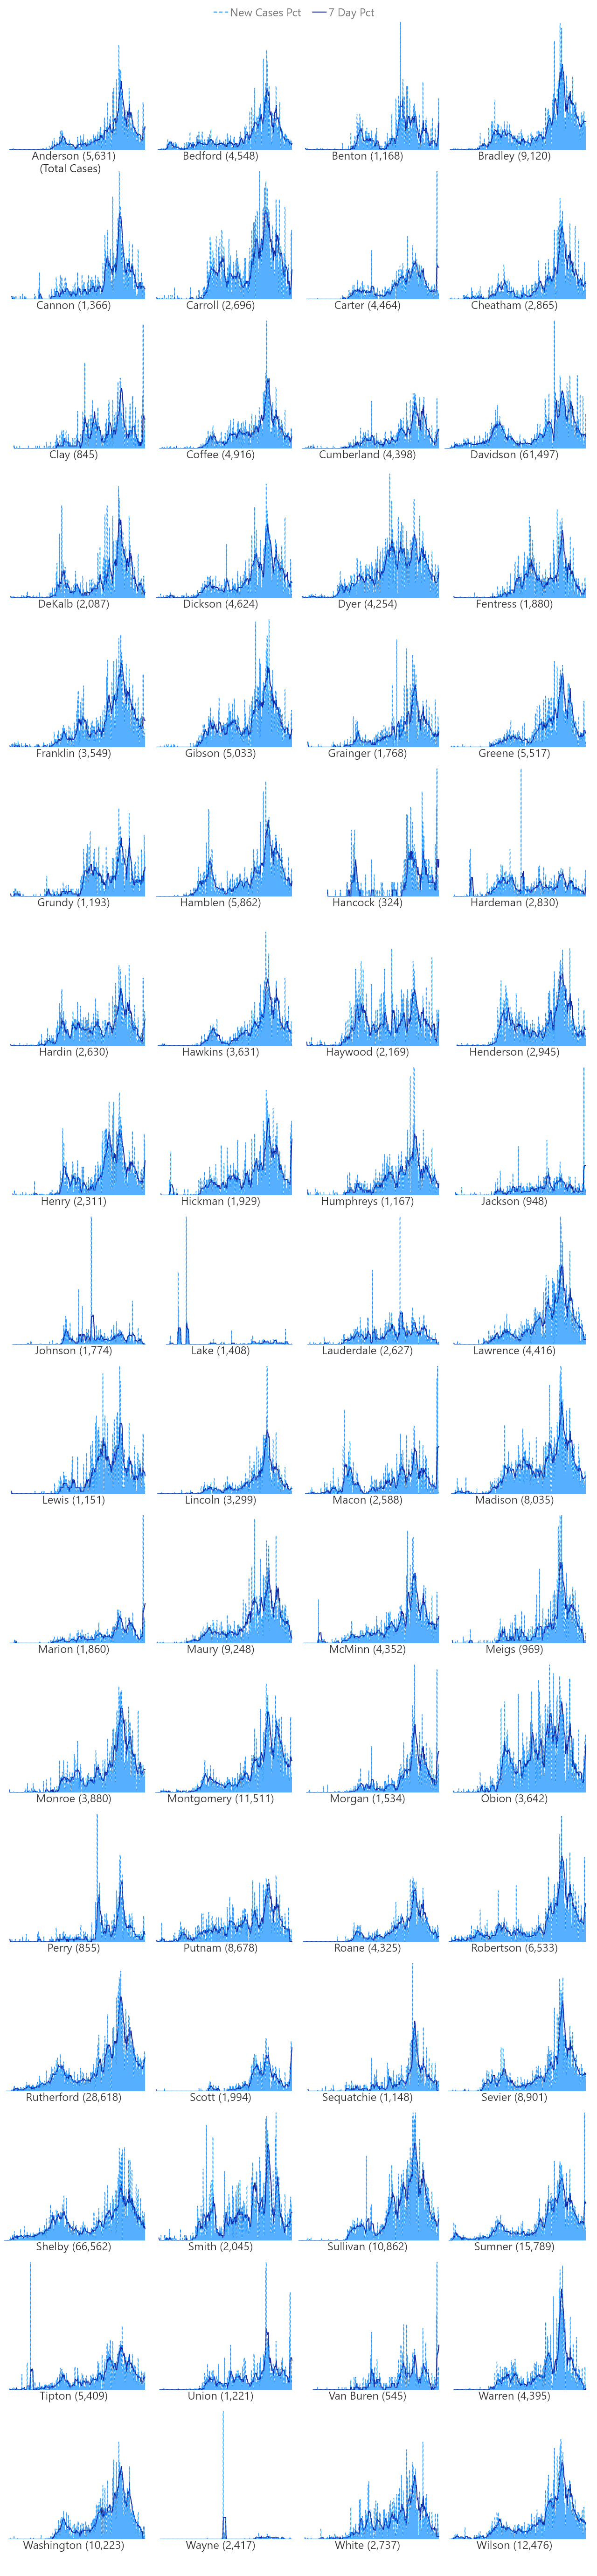 New Cases Pct 7 Day Pct
Anderson (5,631) Bedford (4,548) Benton (1,168) Bradley (9,120)
(Total Cases)
Cannon (1,366) Carroll (2,696) Carter (4,464) Cheatham (2,865)
Clay (845) Coffee (4,916) Cumberland (4,398) Davidson (61,497)
DeKalb (2,087) Dickson (4,624) Dyer (4,254) Fentress (1,880)
Franklin (3,549) Gibson (5,033) Grainger (1,768) Greene (5,517)
Grundy (1,193) Hamblen (5,862) Hancock (324) Hardeman (2,830)
Hardin (2,630) Hawkins (3,631) Haywood (2,169) Henderson (2,945)
Henry (2,311) Hickman (1,929) Humphreys (1,167) Jackson (948)
Johnson (1,774) Lake (1,408) Lauderdale (2,627) Lawrence (4,416)
Lewis (1,151) Lincoln (3,299) Macon (2,588) Madison (8,035)
Marion (1,860) Maury (9,248) McMinn (4,352) Meigs (969)
Monroe (3,880) Montgomery (11,511) Morgan (1,534) Obion (3,642)
Perry (855) Putnam (8,678) Roane (4,325) Robertson (6,533)
Rutherford (28,618) Scott (1,994) Sequatchie (1,148) Sevier (8,901)
Shelby (66,562) Smith (2,045) Sullivan (10,862) Sumner (15,789)
Tipton (5,409) Union (1,221) Van Buren (545) Warren (4,395)
Washington (10,223) Wayne (2,417) White (2,737) Wilson (12,476)